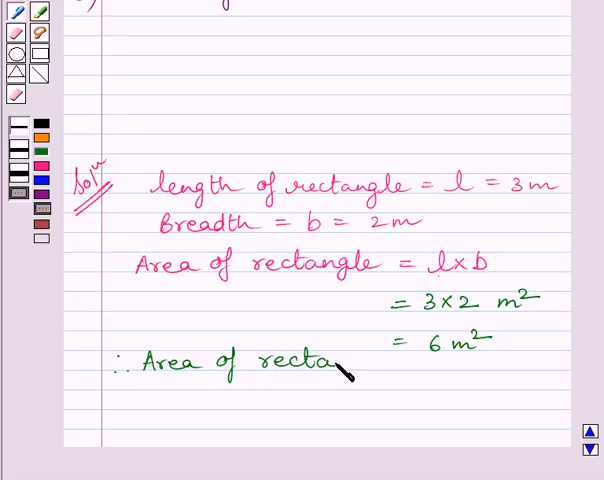 Solⁿ
length of rectangle = l = 3 m
Breadth = b = 2 m
Area of rectangle = l × b
= 3 × 2 m²
= 6 m²
∴ Area of recta